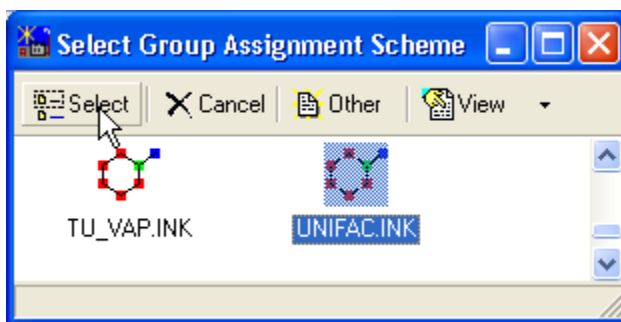 Select Group Assignment Scheme
Select Cancel Other View
TU_VAP.INK UNIFAC.INK